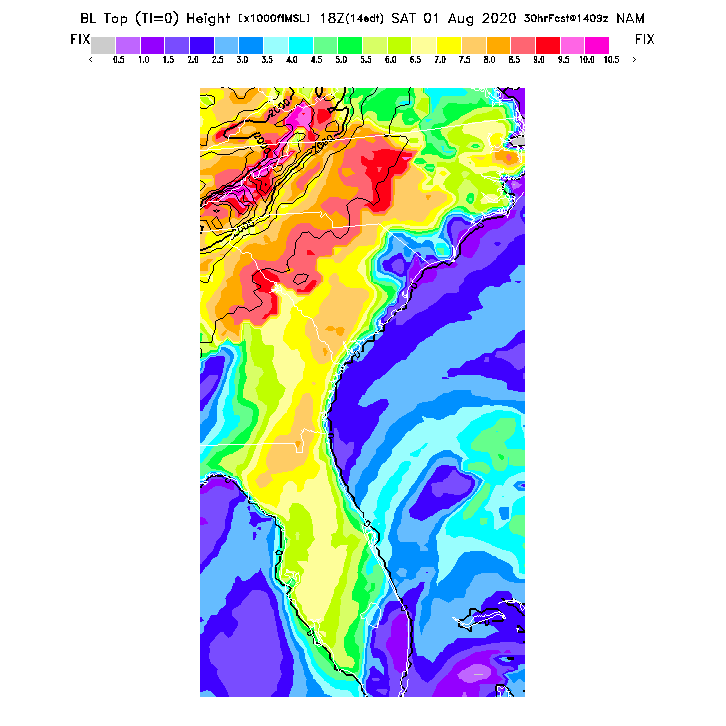 BL Top (TI=0) Height [x1000ftMSL] 18Z(14edt) SAT 01 Aug 2020 30hrFcst@1409z NAM
FIX FIX
< 0.5 1.0 1.5 2.0 2.5 3.0 3.5 4.0 4.5 5.0 5.5 6.0 6.5 7.0 7.5 8.0 8.5 9.0 9.5 10.0 10.5 >
2000
2000
2000